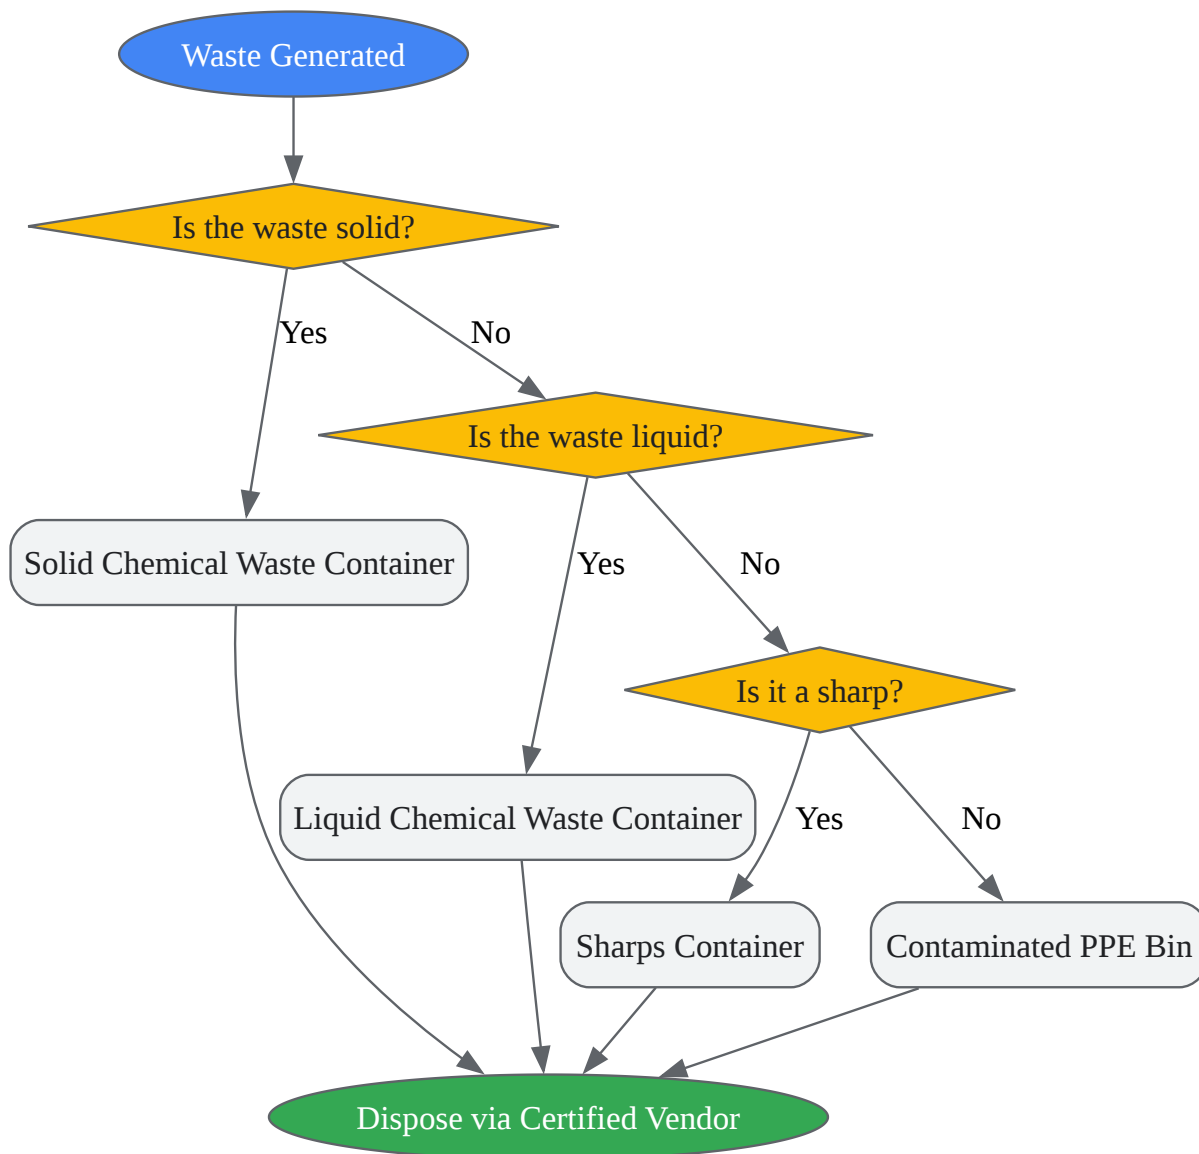 Waste Generated
Is the waste solid?
Yes
No
Is the waste liquid?
Solid Chemical Waste Container
Yes
No
Is it a sharp?
Liquid Chemical Waste Container
Yes
No
Sharps Container
Contaminated PPE Bin
Dispose via Certified Vendor